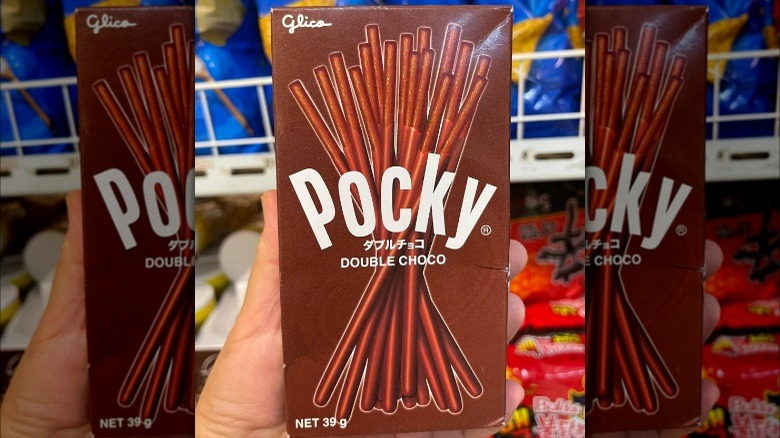 Glico
Pocky®
ダブルチョコ
DOUBLE CHOCO
NET 39 g